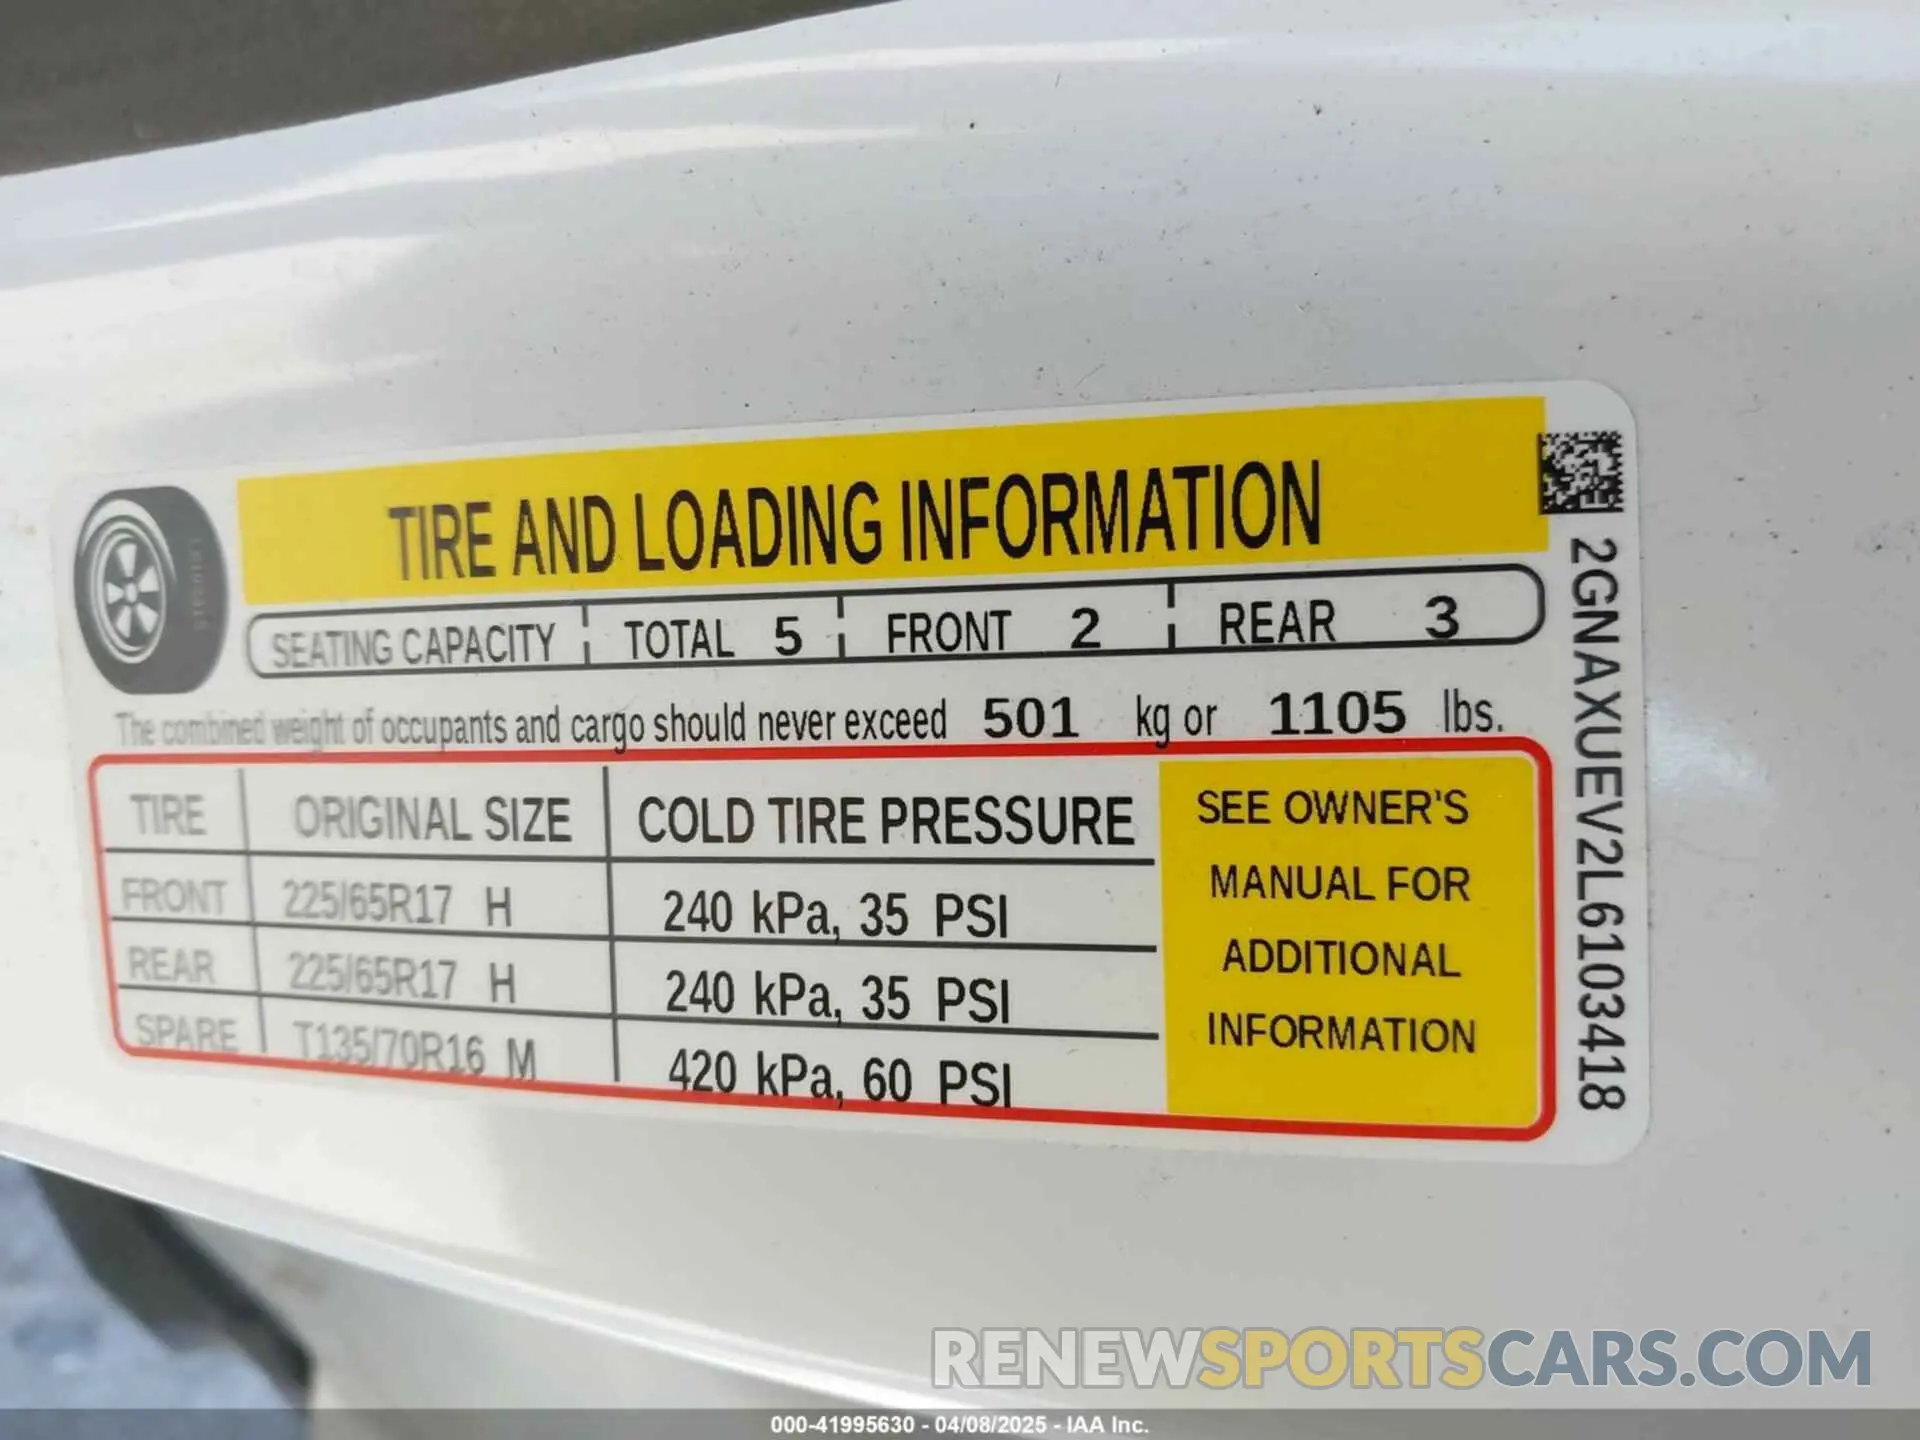 TIRE AND LOADING INFORMATION
SEATING CAPACITY TOTAL 5 FRONT 2 REAR 3
The combined weight of occupants and cargo should never exceed 501 kg or 1105 lbs.
TIRE ORIGINAL SIZE COLD TIRE PRESSURE
FRONT 225/65R17 H 240 kPa, 35 PSI
REAR 225/65R17 H 240 kPa, 35 PSI
SPARE T135/70R16 M 420 kPa, 60 PSI
SEE OWNER'S
MANUAL FOR
ADDITIONAL
INFORMATION
2GNAXUEV2L6103418
RENEWSPORTSCARS.COM
000-41995630 - 04/08/2025 - IAA Inc.